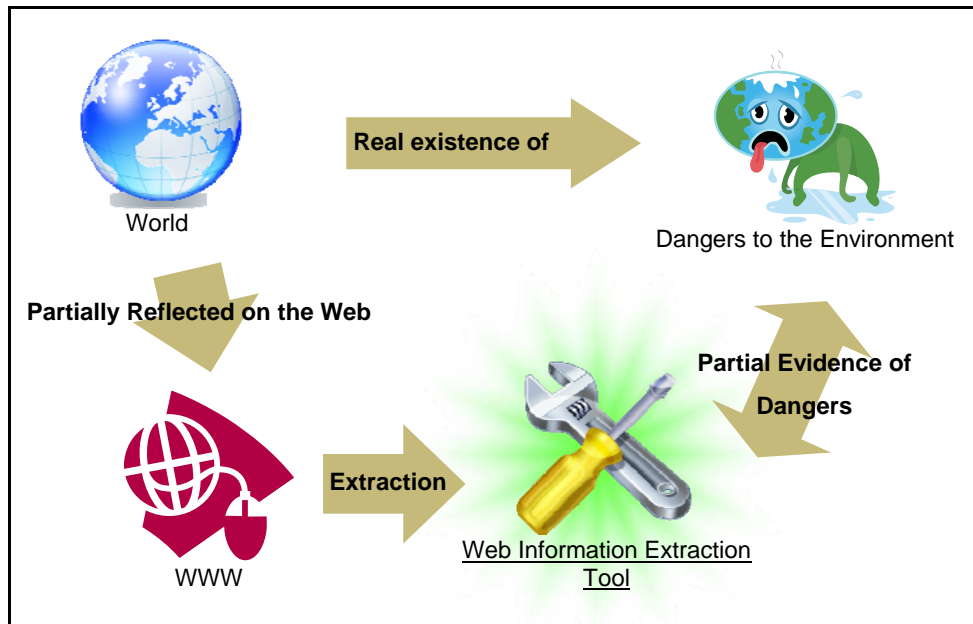 Real existence of
World
Dangers to the Environment
Partially Reflected on the Web
Partial Evidence of
Dangers
Extraction
Web Information Extraction
Tool
WWW